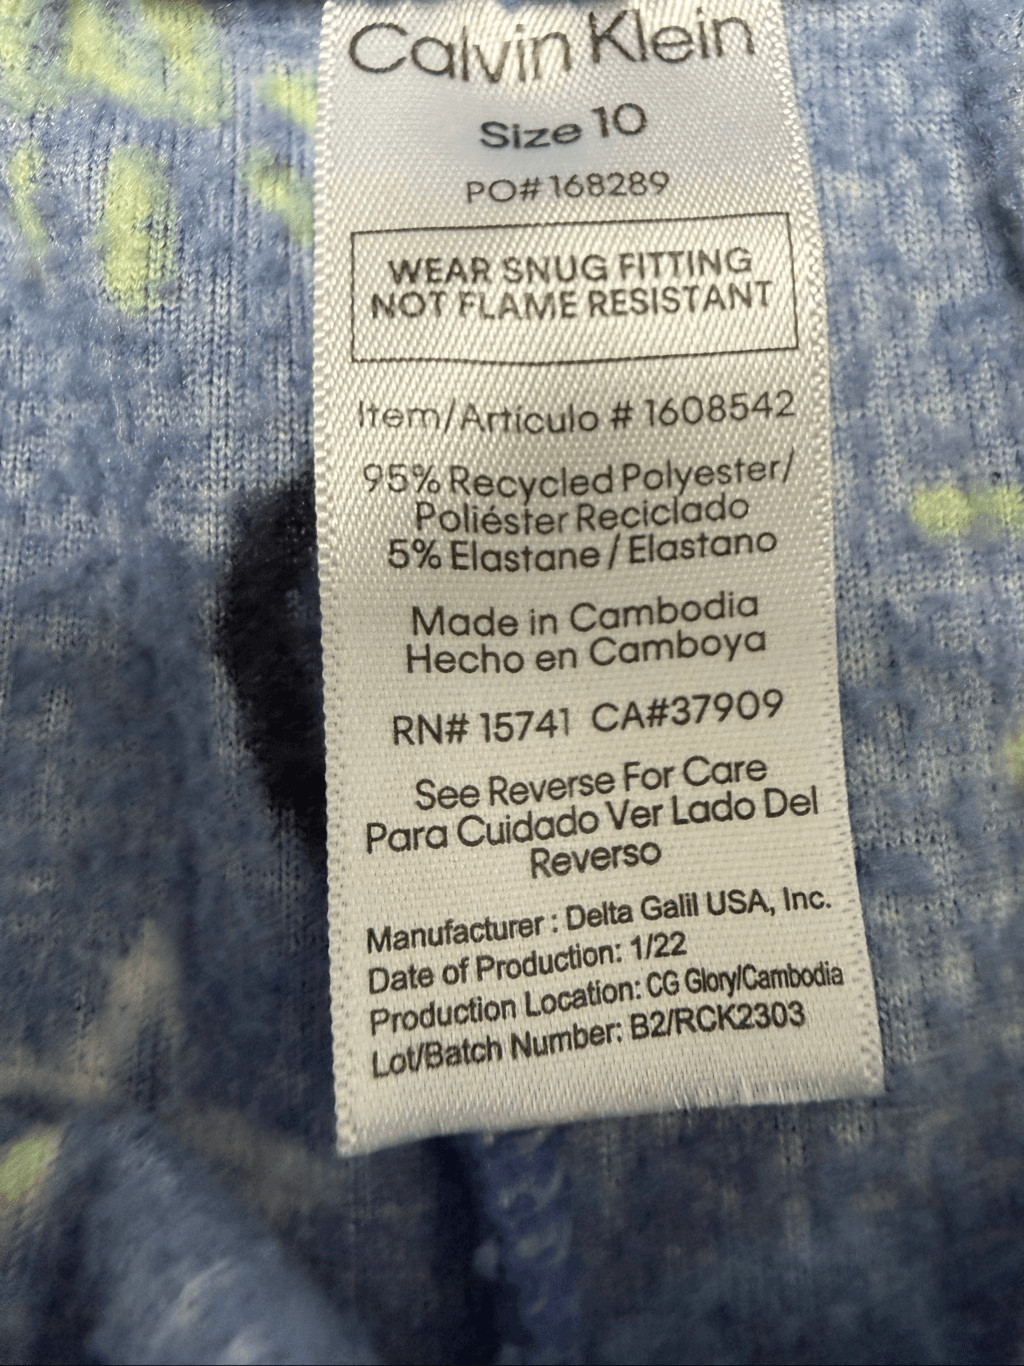 Calvin Klein
Size 10
PO# 168289
WEAR SNUG FITTING
NOT FLAME RESISTANT
Item/Artículo # 1608542
95% Recycled Polyester/
Poliéster Reciclado
5% Elastane / Elastano
Made in Cambodia
Hecho en Camboya
RN# 15741 CA#37909
See Reverse For Care
Para Cuidado Ver Lado Del
Reverso
Manufacturer : Delta Galil USA, Inc.
Date of Production: 1/22
Production Location: CG Glory/Cambodia
Lot/Batch Number: B2/RCK2303